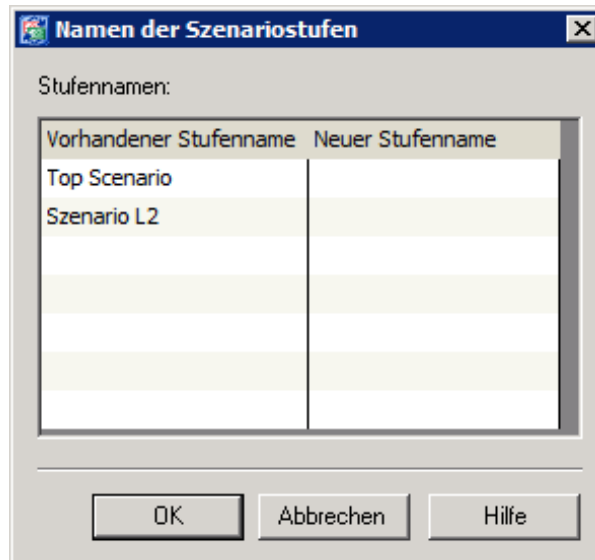 Namen der Szenariostufen
Stufennamen:
Vorhandener Stufenname Neuer Stufenname
Top Scenario
Szenario L2
OK Abbrechen Hilfe